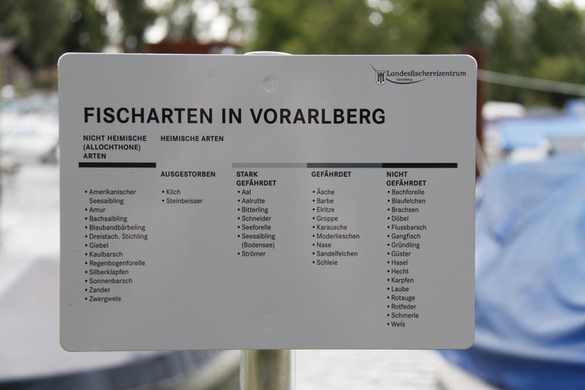 Landesfischereizentrum
Vorarlberg
FISCHARTEN IN VORARLBERG
NICHT HEIMISCHE
(ALLOCHTHONE)
ARTEN
• Amerikanischer
Seesaibling
• Amur
• Bachsaibling
• Blaubandbärbeling
• Dreistach. Stichling
• Giebel
• Kaulbarsch
• Regenbogenforelle
• Silberklapfen
• Sonnenbarsch
• Zander
• Zwergwels
HEIMISCHE ARTEN
AUSGESTORBEN
• Kilch
• Steinbeisser
STARK
GEFÄHRDET
• Aal
• Aalrutte
• Bitterling
• Schneider
• Seeforelle
• Seesaibling
(Bodensee)
• Strömer
GEFÄHRDET
• Äsche
• Barbe
• Elritze
• Groppe
• Karausche
• Moderlieschen
• Nase
• Sandelfelchen
• Schleie
NICHT
GEFÄHRDET
• Bachforelle
• Blaufelchen
• Brachsen
• Döbel
• Flussbarsch
• Gangfisch
• Gründling
• Güster
• Hasel
• Hecht
• Karpfen
• Laube
• Rotauge
• Rotfeder
• Schmerle
• Wels